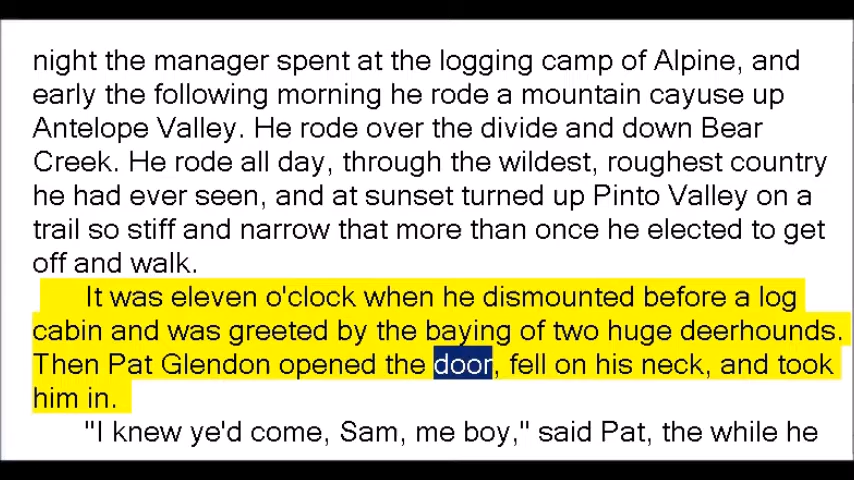 night the manager spent at the logging camp of Alpine, and
early the following morning he rode a mountain cayuse up
Antelope Valley. He rode over the divide and down Bear
Creek. He rode all day, through the wildest, roughest country
he had ever seen, and at sunset turned up Pinto Valley on a
trail so stiff and narrow that more than once he elected to get
off and walk.
It was eleven o'clock when he dismounted before a log
cabin and was greeted by the baying of two huge deerhounds.
Then Pat Glendon opened the door, fell on his neck, and took
him in.
"I knew ye'd come, Sam, me boy," said Pat, the while he